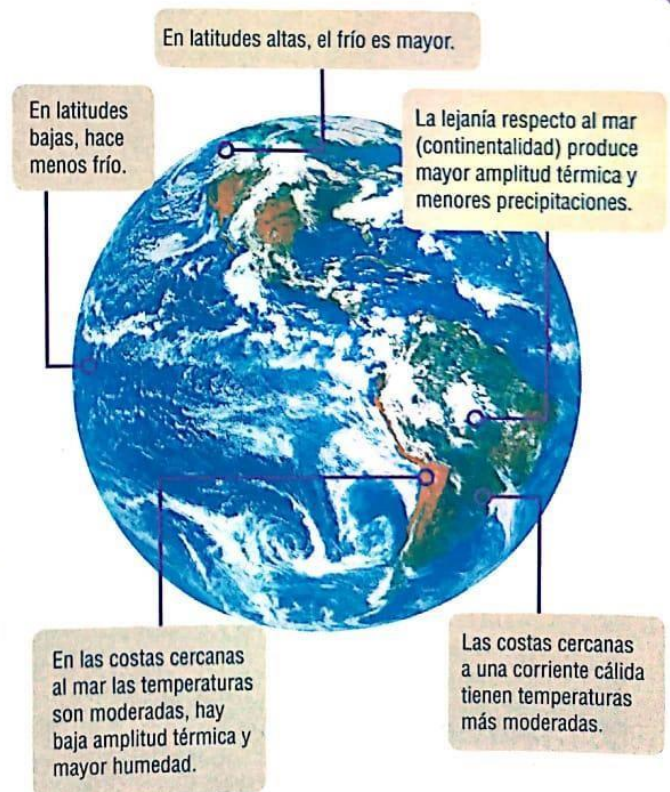 En latitudes altas, el frío es mayor.
En latitudes
bajas, hace
menos frío.
La lejanía respecto al mar
(continentalidad) produce
mayor amplitud térmica y
menores precipitaciones.
En las costas cercanas
al mar las temperaturas
son moderadas, hay
baja amplitud térmica y
mayor humedad.
Las costas cercanas
a una corriente cálida
tienen temperaturas
más moderadas.